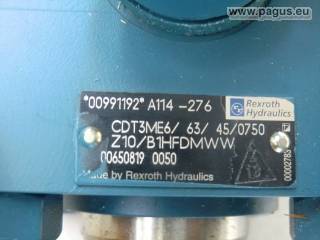 © www.pagus.eu
*00991192* A114-276
Rexroth
Hydraulics
CDT3ME6/ 63/ 45/0750
Z10/B1HFDMWW
00650819 0050
Made by Rexroth Hydraulics
00002783